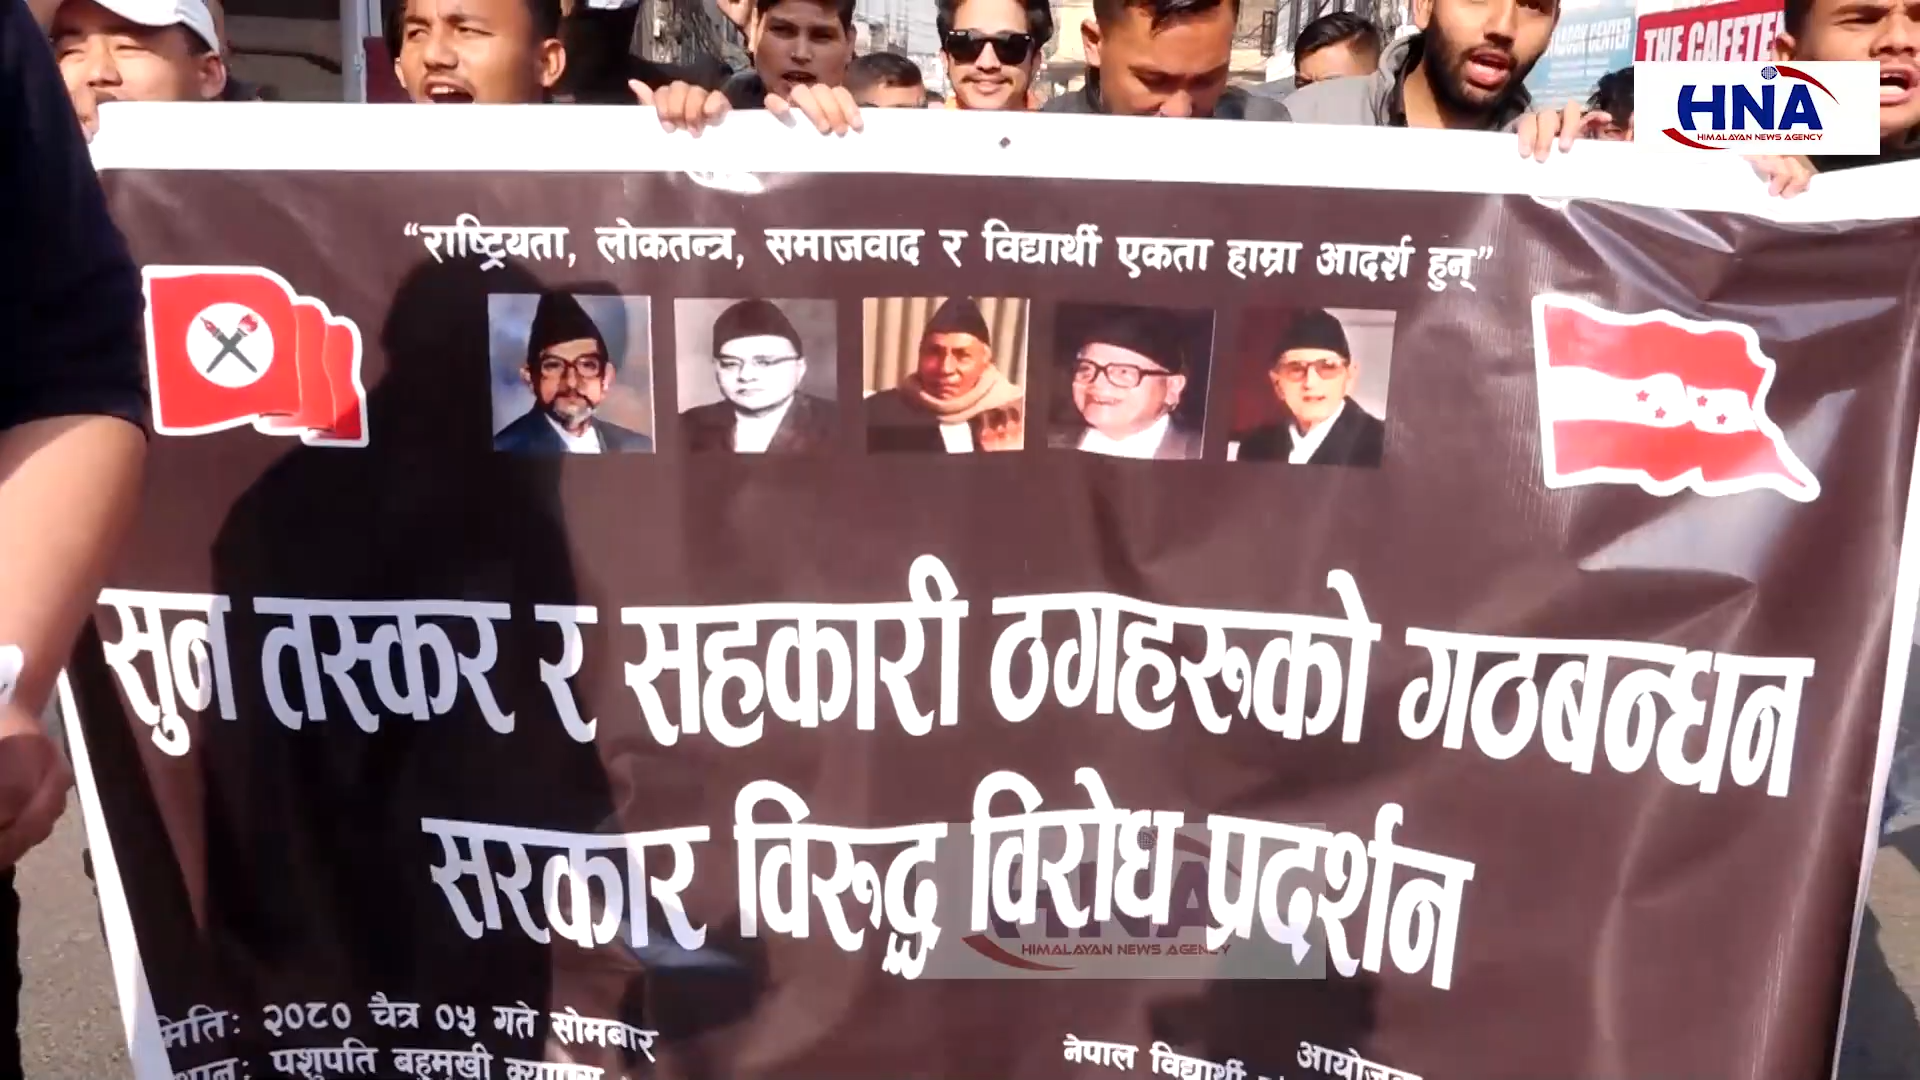 THE CAFETE
HNA
HIMALAYAN NEWS AGENCY
“राष्ट्रियता, लोकतन्त्र, समाजवाद र विद्यार्थी एकता हाम्रा आदर्श हुन्”
सुन तस्कर र सहकारी ठगहरूको गठबन्धन
सरकार विरूद्ध विरोध प्रदर्शन
HNA
HIMALAYAN NEWS AGENCY
मिति: २०८० चैत्र ०५ गते सोमबार
पशुपति बहुमुखी क्याम्पस
आयोजक
नेपाल विद्यार्थी